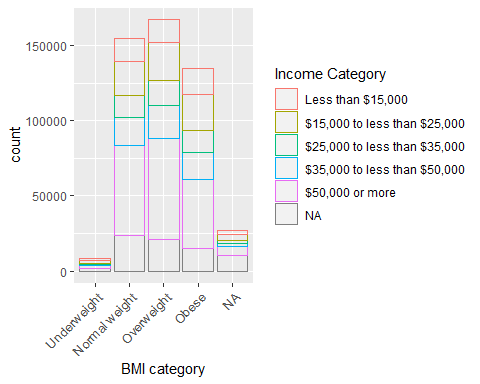 150000
100000
50000
0
count
Underweight
Normal weight
Overweight
Obese
NA
BMI category
Income Category
Less than $15,000
$15,000 to less than $25,000
$25,000 to less than $35,000
$35,000 to less than $50,000
$50,000 or more
NA